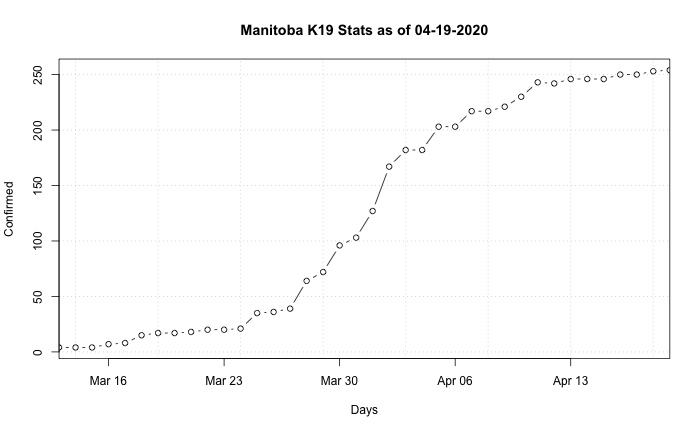 Manitoba K19 Stats as of 04-19-2020
Confirmed
250
200
150
100
50
0
Mar 16 Mar 23 Mar 30 Apr 06 Apr 13
Days